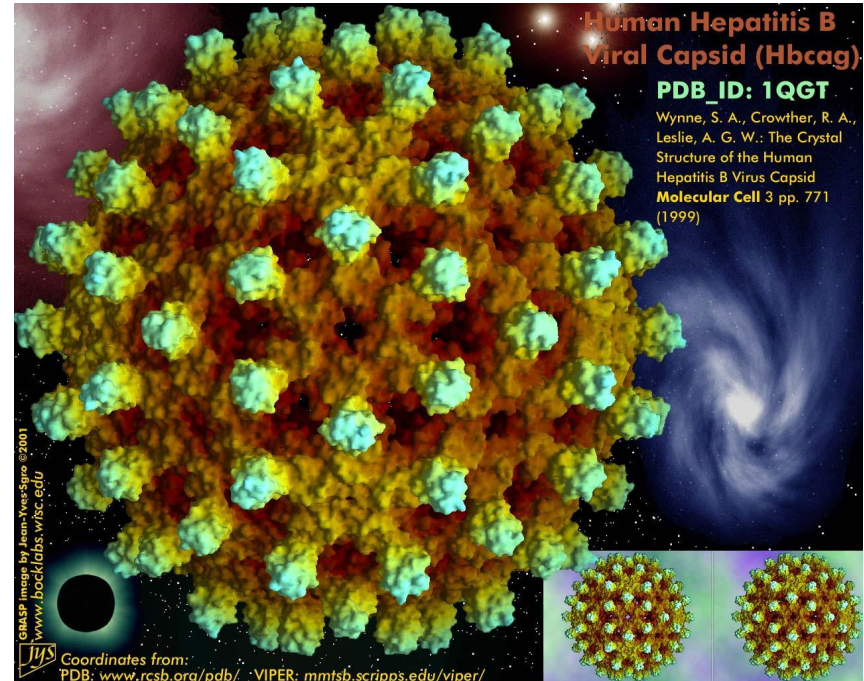 Human Hepatitis B
Viral Capsid (Hbcag)
PDB_ID: 1QGT
Wynne, S. A., Crowther, R. A.,
Leslie, A. G. W.: The Crystal
Structure of the Human
Hepatitis B Virus Capsid
Molecular Cell 3 pp. 771
(1999)
GRASP image by Jean-Yves Sgro ©2001
www.bocklabs.wisc.edu
jys
Coordinates from:
PDB: www.rcsb.org/pdb/ VIPER: mmtsb.scripps.edu/viper/